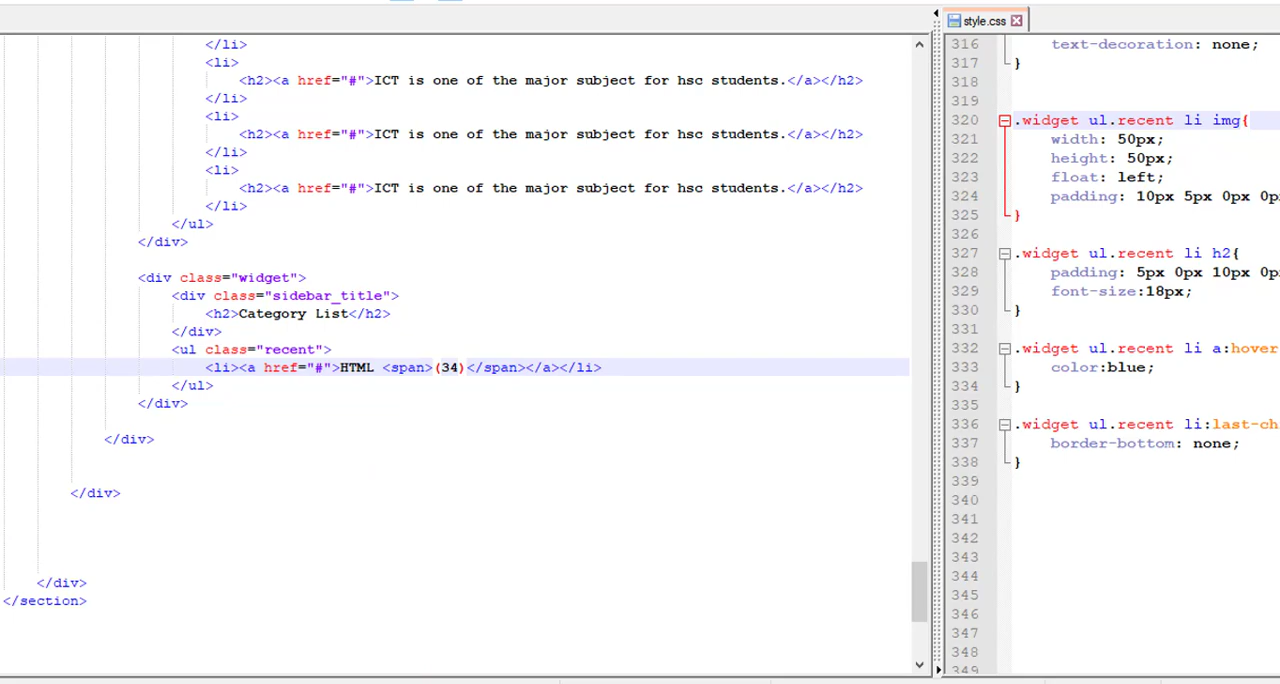 </li>
<li>
<h2><a href="#">ICT is one of the major subject for hsc students.</a></h2>
</li>
<li>
<h2><a href="#">ICT is one of the major subject for hsc students.</a></h2>
</li>
<li>
<h2><a href="#">ICT is one of the major subject for hsc students.</a></h2>
</li>
</ul>
</div>
<div class="widget">
<div class="sidebar_title">
<h2>Category List</h2>
</div>
<ul class="recent">
<li><a href="#">HTML <span>(34)</span></a></li>
</ul>
</div>
</div>
</div>
</div>
</section>
style.css
316 text-decoration: none;
317 }
318
319
320 .widget ul.recent li img{
321 width: 50px;
322 height: 50px;
323 float: left;
324 padding: 10px 5px 0px 0p
325 }
326
327 .widget ul.recent li h2{
328 padding: 5px 0px 10px 0p
329 font-size:18px;
330 }
331
332 .widget ul.recent li a:hover
333 color:blue;
334 }
335
336 .widget ul.recent li:last-ch
337 border-bottom: none;
338 }
339
340
341
342
343
344
345
346
347
348
349